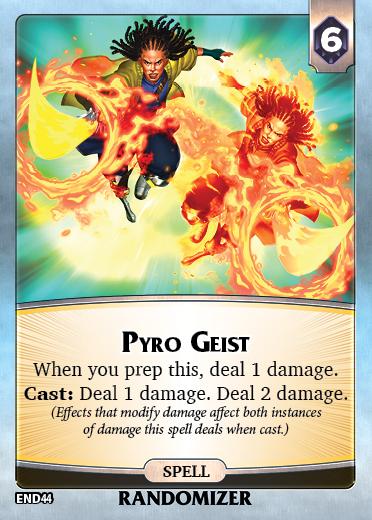 6
Pyro Geist
When you prep this, deal 1 damage.
Cast: Deal 1 damage. Deal 2 damage.
(Effects that modify damage affect both instances
of damage this spell deals when cast.)
SPELL
END44
RANDOMIZER